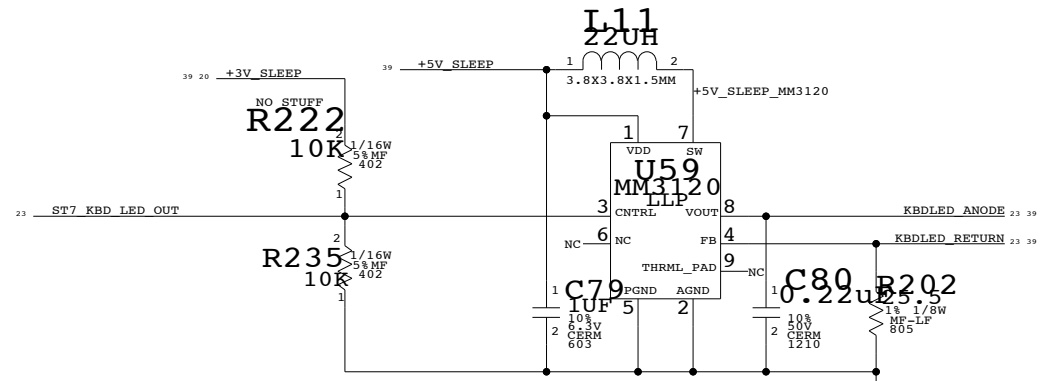 L11
22UH
39 +5V_SLEEP 1 2
3.8X3.8X1.5MM
39 20 +3V_SLEEP
+5V_SLEEP_MM3120
NO STUFF
R222
10K
2
1/16W
5%
MF
402
1
1 7
VDD SW
U59
MM3120
LLP
23 ST7_KBD_LED_OUT
3 CNTRL VOUT 8
KBDLED_ANODE 23 39
NC 6 NC FB 4
KBDLED_RETURN 23 39
R235
10K
2
1/16W
5%
MF
402
1
THRML_PAD 9 NC
PGND AGND
5 2
C79
1UF
1
10%
6.3V
CERM
603
2
C80
0.22uF
1
10%
50V
CERM
1210
2
R202
25.5
1% 1/8W
MF-LF
805